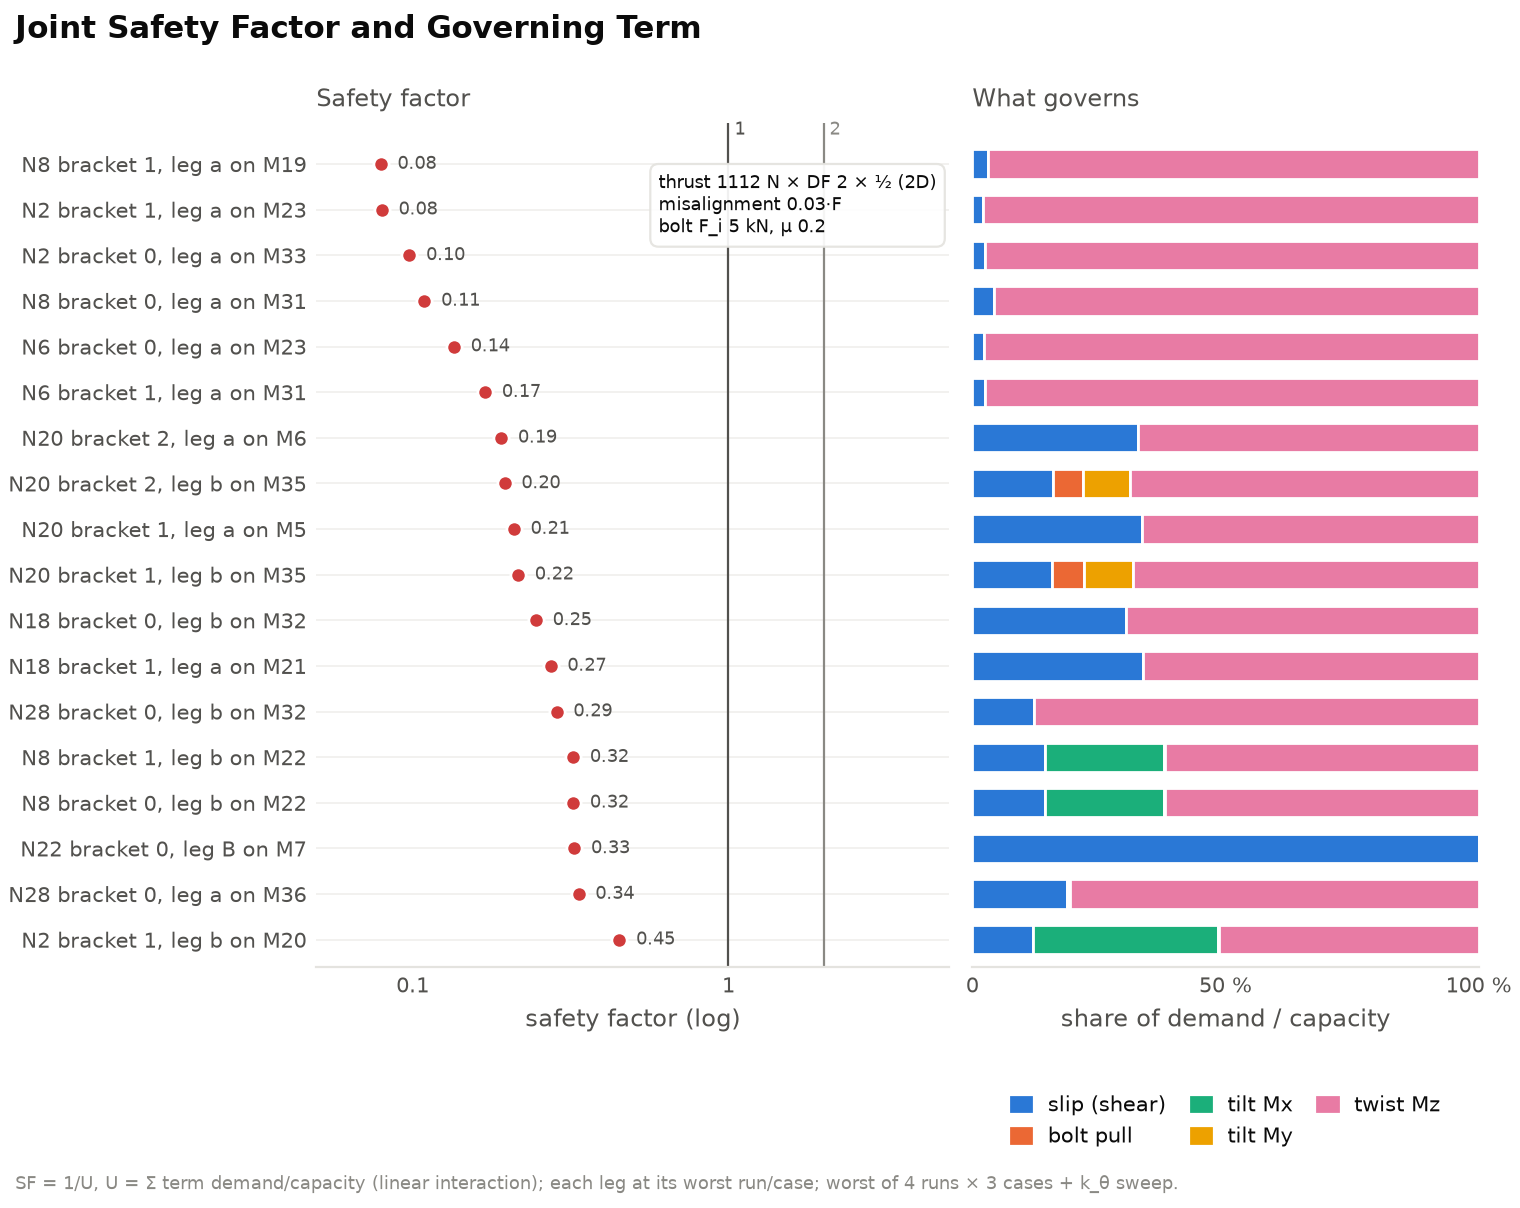 Joint Safety Factor and Governing Term
Safety factor
What governs
1
2
thrust 1112 N × DF 2 × ½ (2D)
misalignment 0.03·F
bolt F_i 5 kN, μ 0.2
N8 bracket 1, leg a on M19
0.08
N2 bracket 1, leg a on M23
0.08
N2 bracket 0, leg a on M33
0.10
N8 bracket 0, leg a on M31
0.11
N6 bracket 0, leg a on M23
0.14
N6 bracket 1, leg a on M31
0.17
N20 bracket 2, leg a on M6
0.19
N20 bracket 2, leg b on M35
0.20
N20 bracket 1, leg a on M5
0.21
N20 bracket 1, leg b on M35
0.22
N18 bracket 0, leg b on M32
0.25
N18 bracket 1, leg a on M21
0.27
N28 bracket 0, leg b on M32
0.29
N8 bracket 1, leg b on M22
0.32
N8 bracket 0, leg b on M22
0.32
N22 bracket 0, leg B on M7
0.33
N28 bracket 0, leg a on M36
0.34
N2 bracket 1, leg b on M20
0.45
0.1
1
safety factor (log)
0
50 %
100 %
share of demand / capacity
slip (shear)
tilt Mx
twist Mz
bolt pull
tilt My
SF = 1/U, U = Σ term demand/capacity (linear interaction); each leg at its worst run/case; worst of 4 runs × 3 cases + k_θ sweep.